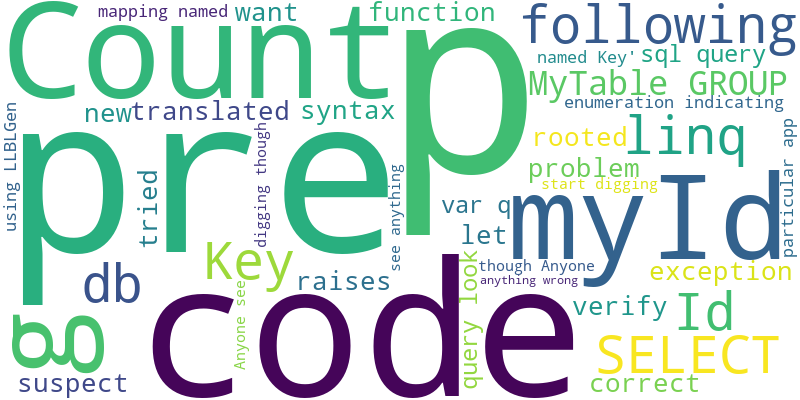 mapping named
want
function
following
Count
p
named Key'
sql query
MyTable GROUP
enumeration indicating
new
translated
syntax
linq
rooted
using LLBLGen
pre
digging though
see anything
problem
start digging
particular app
tried
var q
myId
let
Key
db
raises
query look
though Anyone
anything wrong
exception
code
Anyone see
verify
Id
gg
SELECT
suspect
correct